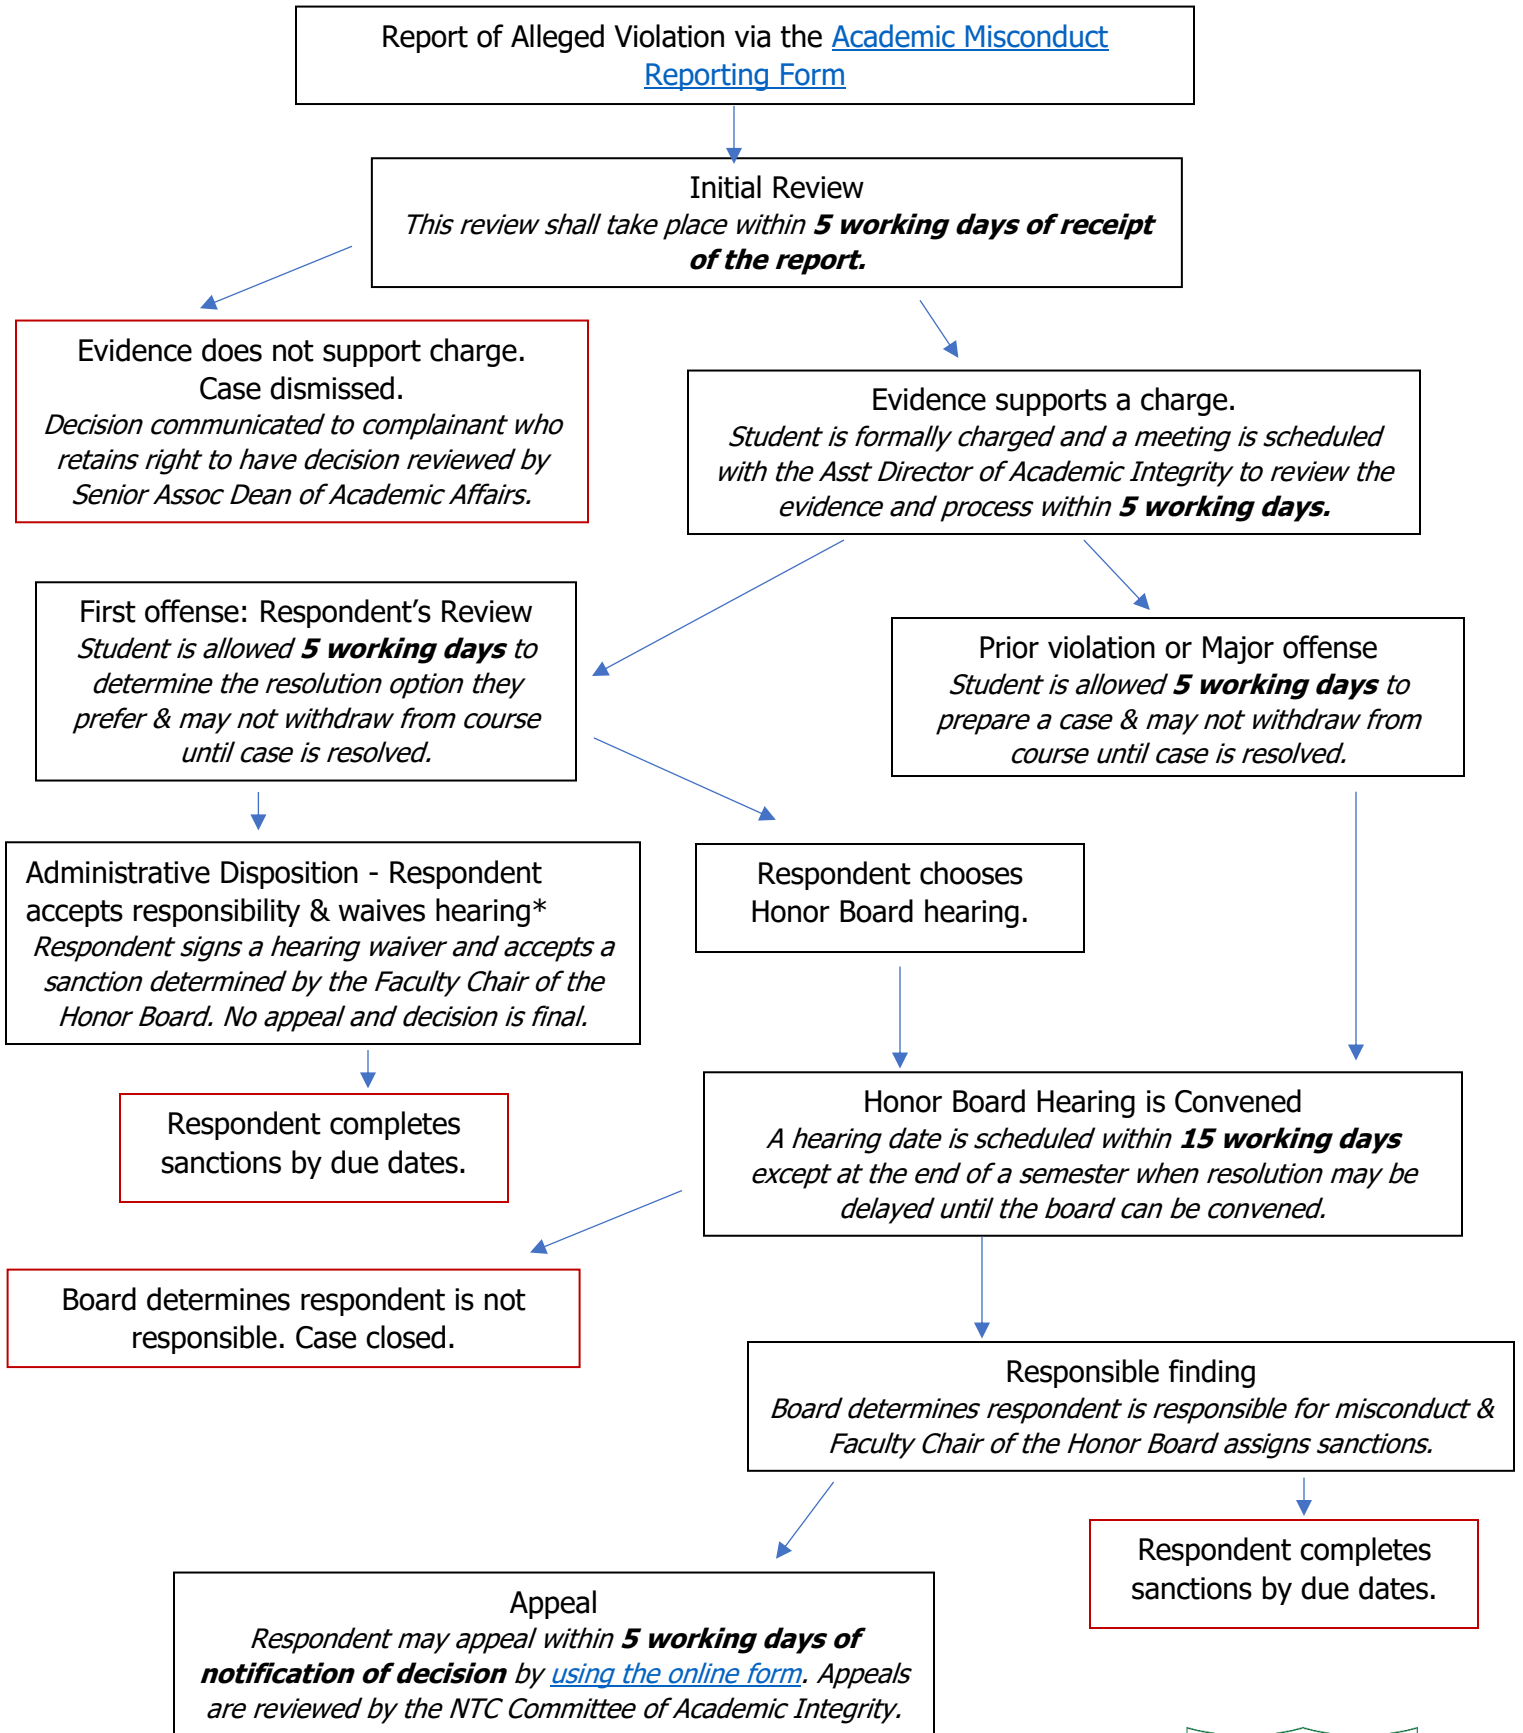 Report of Alleged Violation via the Academic Misconduct
Reporting Form
Initial Review
This review shall take place within 5 working days of receipt
of the report.
Evidence does not support charge.
Case dismissed.
Decision communicated to complainant who
retains right to have decision reviewed by
Senior Assoc Dean of Academic Affairs.
Evidence supports a charge.
Student is formally charged and a meeting is scheduled
with the Asst Director of Academic Integrity to review the
evidence and process within 5 working days.
First offense: Respondent’s Review
Student is allowed 5 working days to
determine the resolution option they
prefer & may not withdraw from course
until case is resolved.
Prior violation or Major offense
Student is allowed 5 working days to
prepare a case & may not withdraw from
course until case is resolved.
Administrative Disposition - Respondent
accepts responsibility & waives hearing*
Respondent signs a hearing waiver and accepts a
sanction determined by the Faculty Chair of the
Honor Board. No appeal and decision is final.
Respondent chooses
Honor Board hearing.
Respondent completes
sanctions by due dates.
Honor Board Hearing is Convened
A hearing date is scheduled within 15 working days
except at the end of a semester when resolution may be
delayed until the board can be convened.
Board determines respondent is not
responsible. Case closed.
Responsible finding
Board determines respondent is responsible for misconduct &
Faculty Chair of the Honor Board assigns sanctions.
Respondent completes
sanctions by due dates.
Appeal
Respondent may appeal within 5 working days of
notification of decision by using the online form. Appeals
are reviewed by the NTC Committee of Academic Integrity.